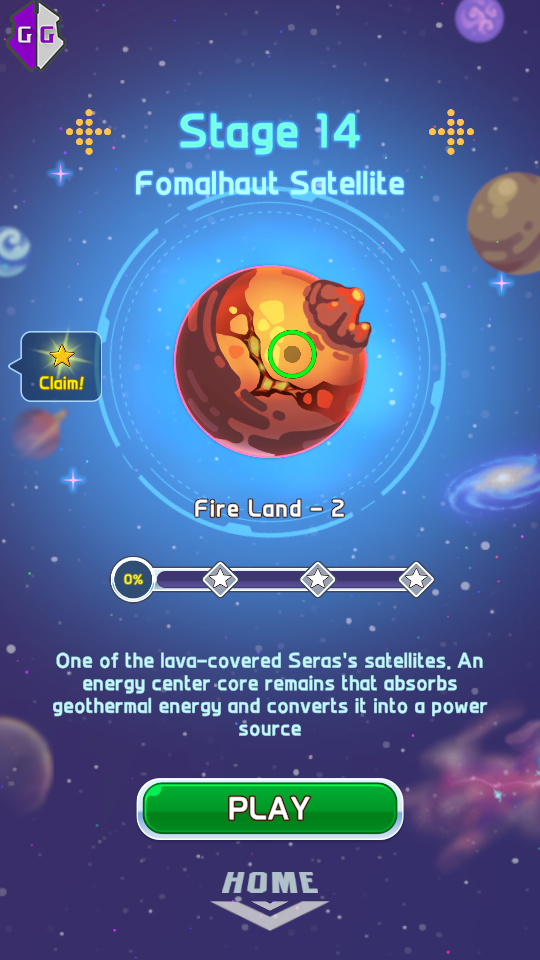 G G
Stage 14
Fomalhaut Satellite
Claim!
Fire Land - 2
0%
One of the lava-covered Seras's satellites. An
energy center core remains that absorbs
geothermal energy and converts it into a power
source
PLAY
HOME